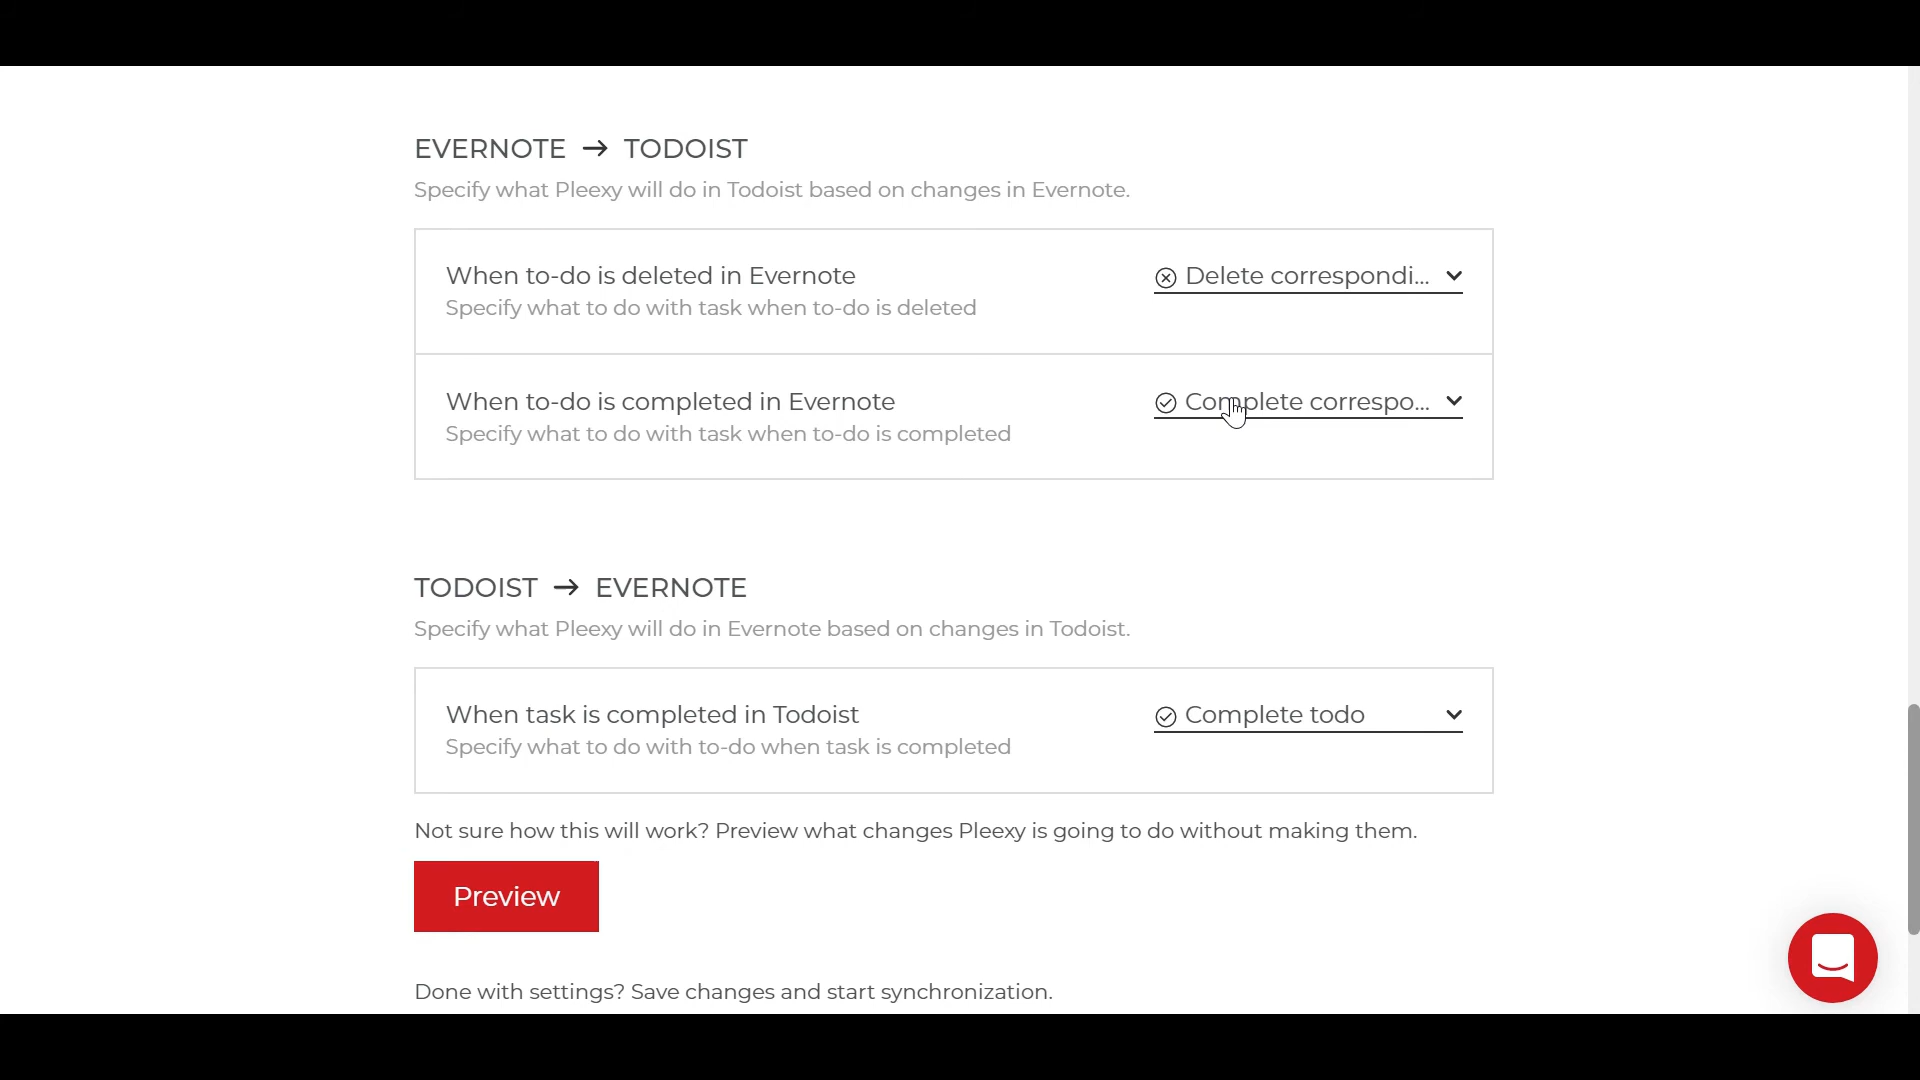 EVERNOTE → TODOIST
Specify what Pleexy will do in Todoist based on changes in Evernote.
When to-do is deleted in Evernote
Delete correspondi...
Specify what to do with task when to-do is deleted
When to-do is completed in Evernote
Complete correspo...
Specify what to do with task when to-do is completed
TODOIST → EVERNOTE
Specify what Pleexy will do in Evernote based on changes in Todoist.
When task is completed in Todoist
Complete todo
Specify what to do with to-do when task is completed
Not sure how this will work? Preview what changes Pleexy is going to do without making them.
Preview
Done with settings? Save changes and start synchronization.